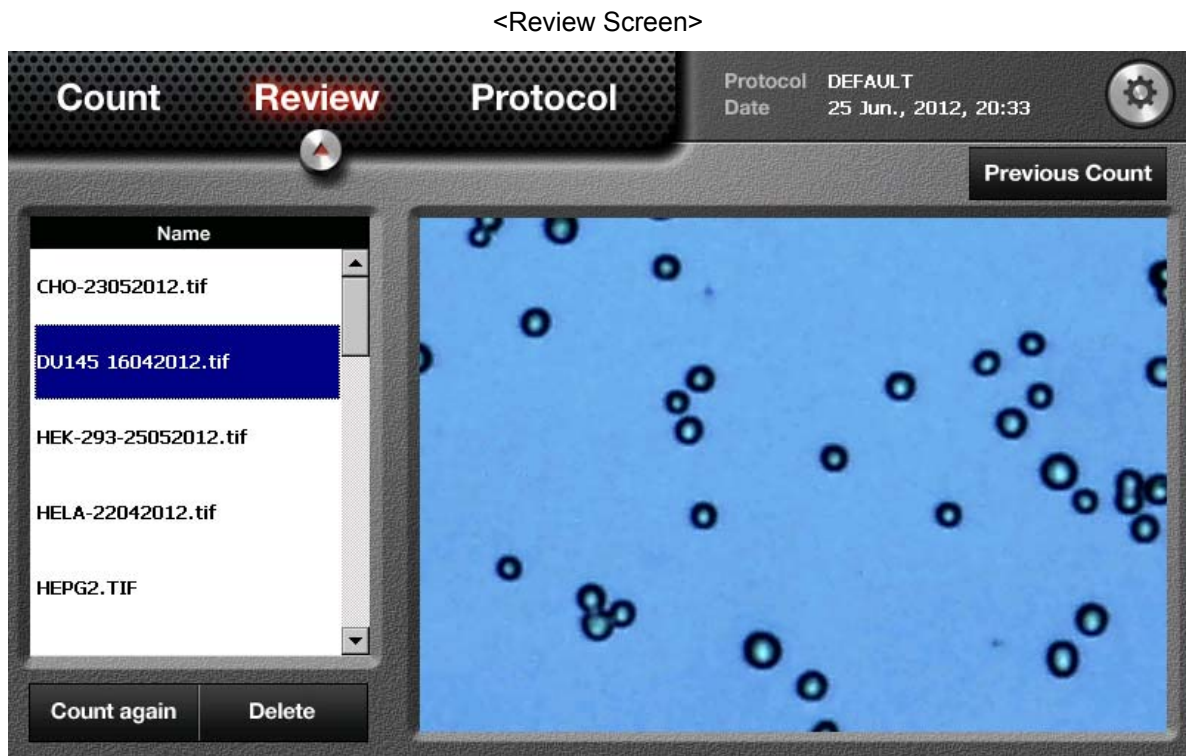 <Review Screen>
Count Review Protocol
Protocol DEFAULT
Date 25 Jun., 2012, 20:33
Previous Count
Name
CHO-23052012.tif
DU145 16042012.tif
HEK-293-25052012.tif
HELA-22042012.tif
HEPG2.TIF
Count again Delete